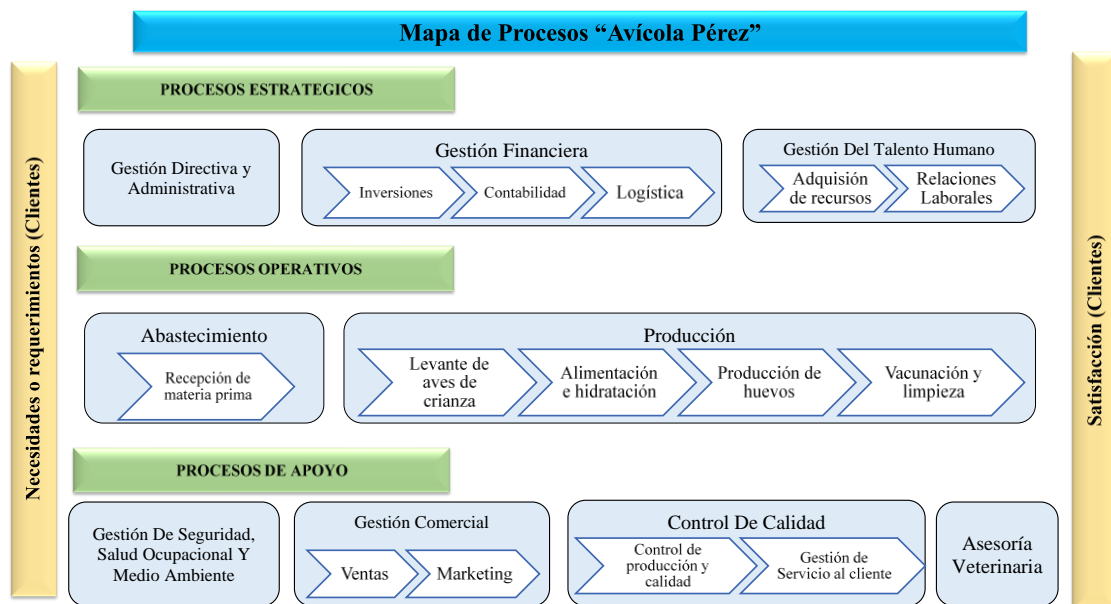 Mapa de Procesos “Avícola Pérez”
Necesidades o requerimientos (Clientes)
PROCESOS ESTRATEGICOS
Gestión Directiva y
Administrativa
Gestión Financiera
Inversiones
Contabilidad
Logística
Gestión Del Talento Humano
Adquisión
de recursos
Relaciones
Laborales
PROCESOS OPERATIVOS
Abastecimiento
Recepción de
materia prima
Producción
Levante de
aves de
crianza
Alimentación
e hidratación
Producción de
huevos
Vacunación y
limpieza
PROCESOS DE APOYO
Gestión De Seguridad,
Salud Ocupacional Y
Medio Ambiente
Gestión Comercial
Ventas
Marketing
Control De Calidad
Control de
producción y
calidad
Gestión de
Servicio al cliente
Asesoría
Veterinaria
Satisfacción (Clientes)